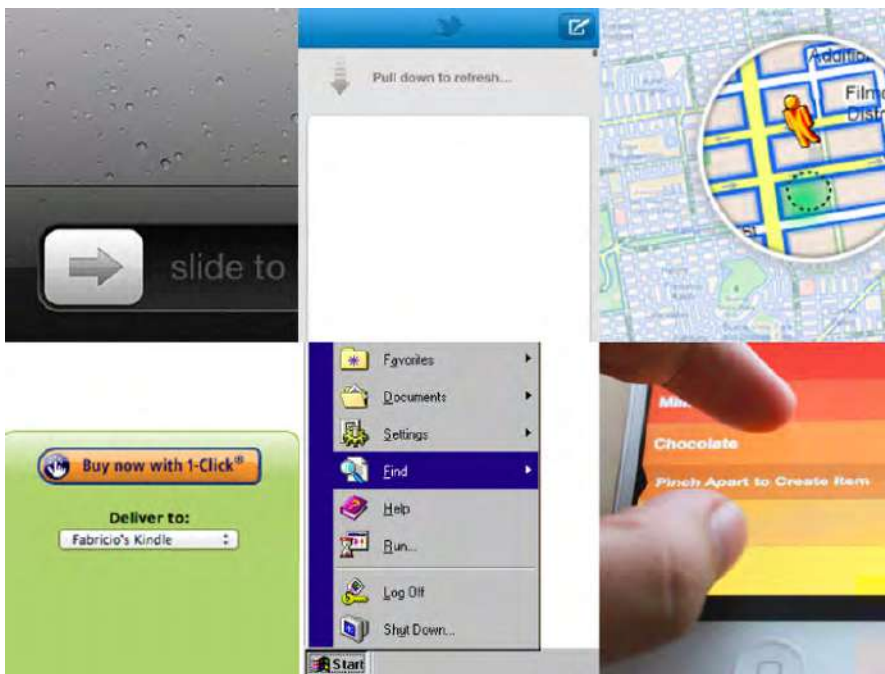 slide to
Pull down to refresh...
Filmo
Distr
Buy now with 1-Click®
Deliver to:
Fabricio's Kindle
Favorites
Documents
Settings
Find
Help
Run...
Log Off
Shut Down...
Start
Chocolate
Pinch Apart to Create Item